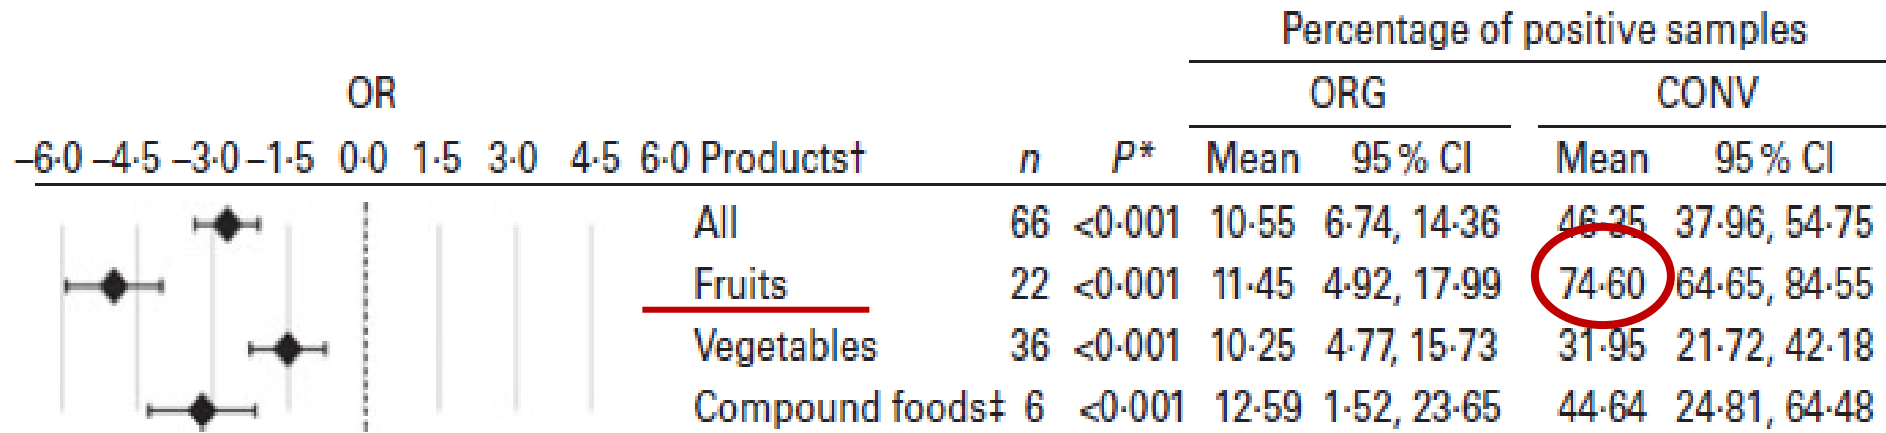 Percentage of positive samples
OR ORG CONV
–6·0 –4·5 –3·0 –1·5 0·0 1·5 3·0 4·5 6·0 Products† n P* Mean 95 % CI Mean 95 % CI
All 66 <0·001 10·55 6·74, 14·36 46·35 37·96, 54·75
Fruits 22 <0·001 11·45 4·92, 17·99 74·60 64·65, 84·55
Vegetables 36 <0·001 10·25 4·77, 15·73 31·95 21·72, 42·18
Compound foods‡ 6 <0·001 12·59 1·52, 23·65 44·64 24·81, 64·48